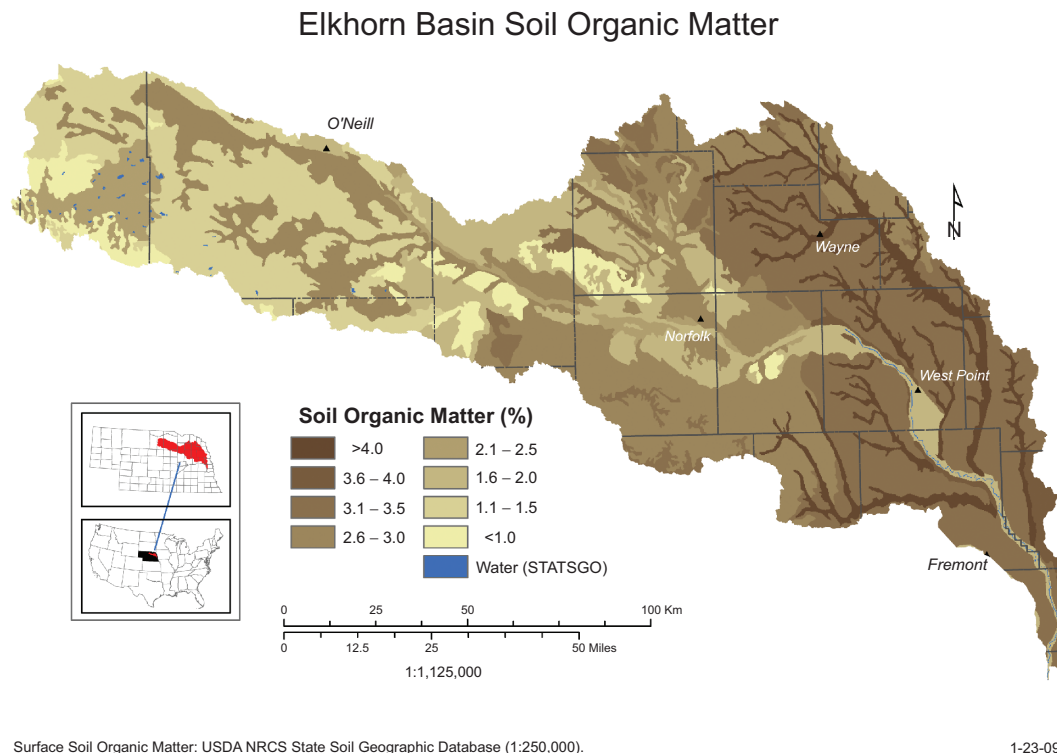 Elkhorn Basin Soil Organic Matter
O'Neill
N
Wayne
Norfolk
West Point
Fremont
Soil Organic Matter (%)
>4.0
3.6 – 4.0
3.1 – 3.5
2.6 – 3.0
2.1 – 2.5
1.6 – 2.0
1.1 – 1.5
<1.0
Water (STATSGO)
0 25 50 100 Km
0 12.5 25 50 Miles
1:1,125,000
Surface Soil Organic Matter: USDA NRCS State Soil Geographic Database (1:250,000).
1-23-09